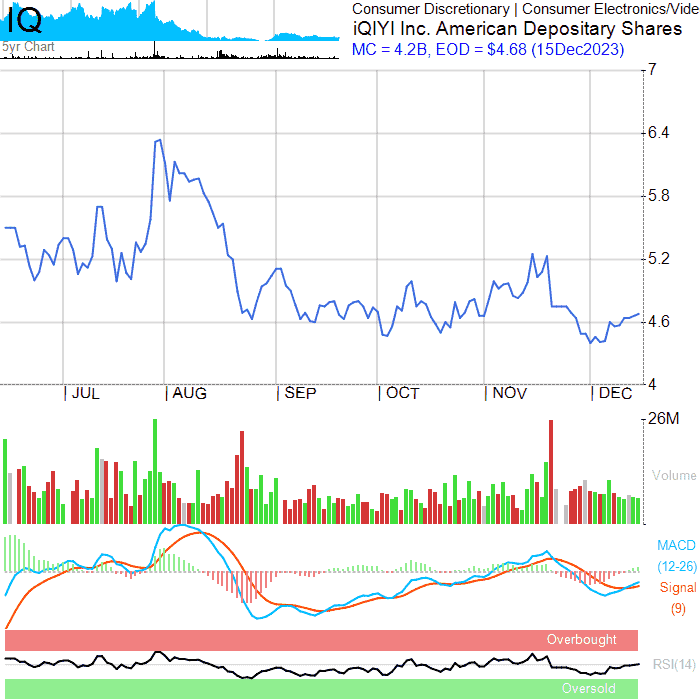 IQ
5yr Chart
Consumer Discretionary | Consumer Electronics/Vide
iQIYI Inc. American Depositary Shares
MC = 4.2B, EOD = $4.68 (15Dec2023)
7
6.4
5.8
5.2
4.6
4
JUL AUG SEP OCT NOV DEC
26M
Volume
MACD
(12-26)
Signal
(9)
Overbought
RSI(14)
Oversold